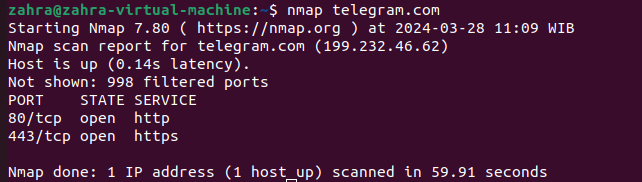 zahra@zahra-virtual-machine:~$ nmap telegram.com
Starting Nmap 7.80 ( https://nmap.org ) at 2024-03-28 11:09 WIB
Nmap scan report for telegram.com (199.232.46.62)
Host is up (0.14s latency).
Not shown: 998 filtered ports
PORT    STATE SERVICE
80/tcp  open  http
443/tcp open  https
Nmap done: 1 IP address (1 host up) scanned in 59.91 seconds